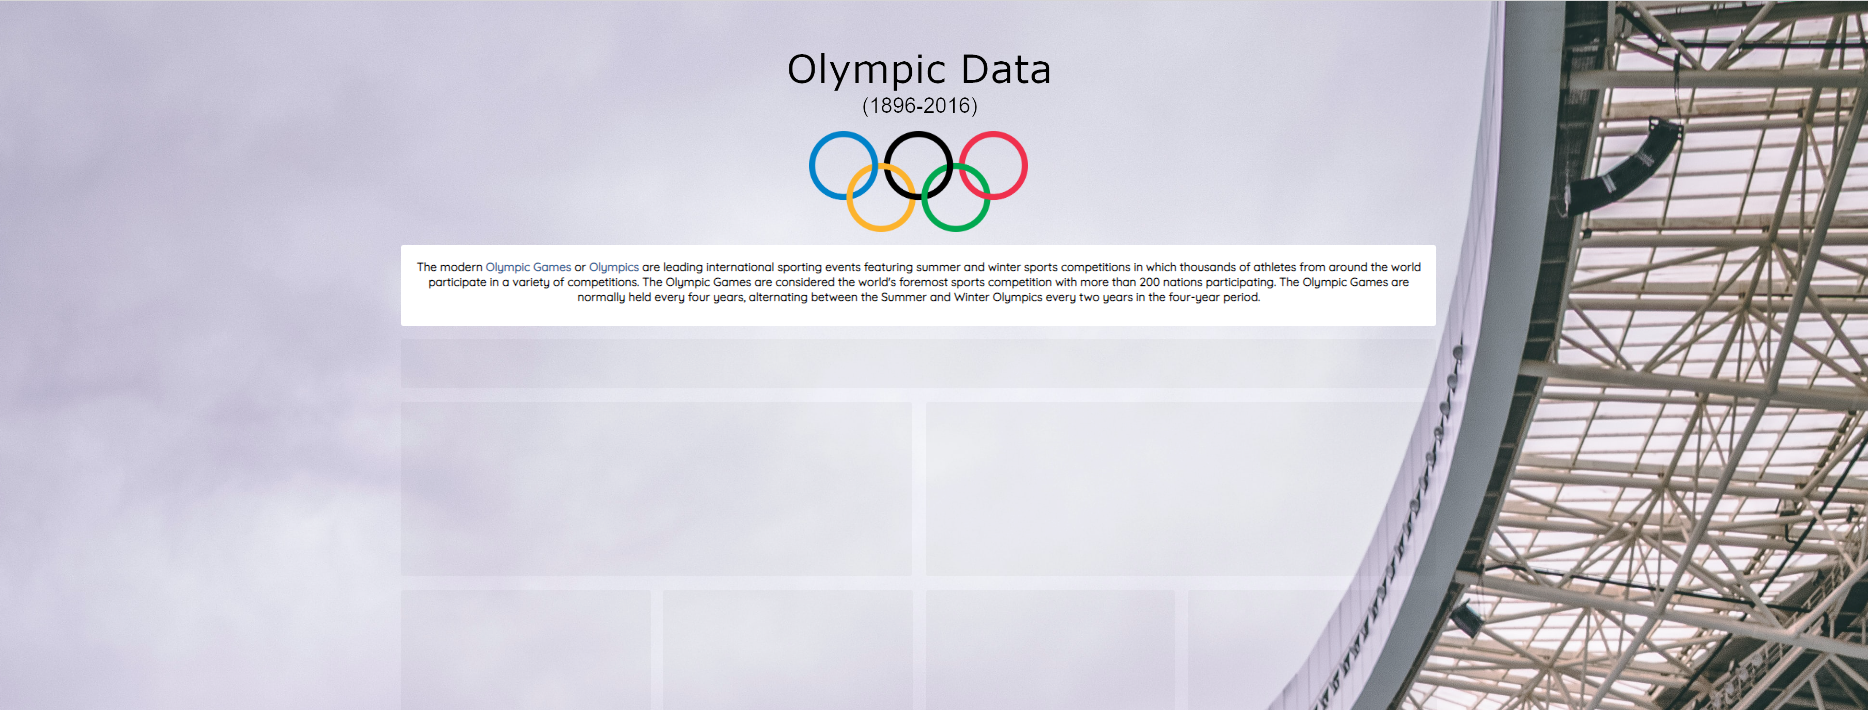 Olympic Data
(1896-2016)
The modern Olympic Games or Olympics are leading international sporting events featuring summer and winter sports competitions in which thousands of athletes from around the world
participate in a variety of competitions. The Olympic Games are considered the world's foremost sports competition with more than 200 nations participating. The Olympic Games are
normally held every four years, alternating between the Summer and Winter Olympics every two years in the four-year period.